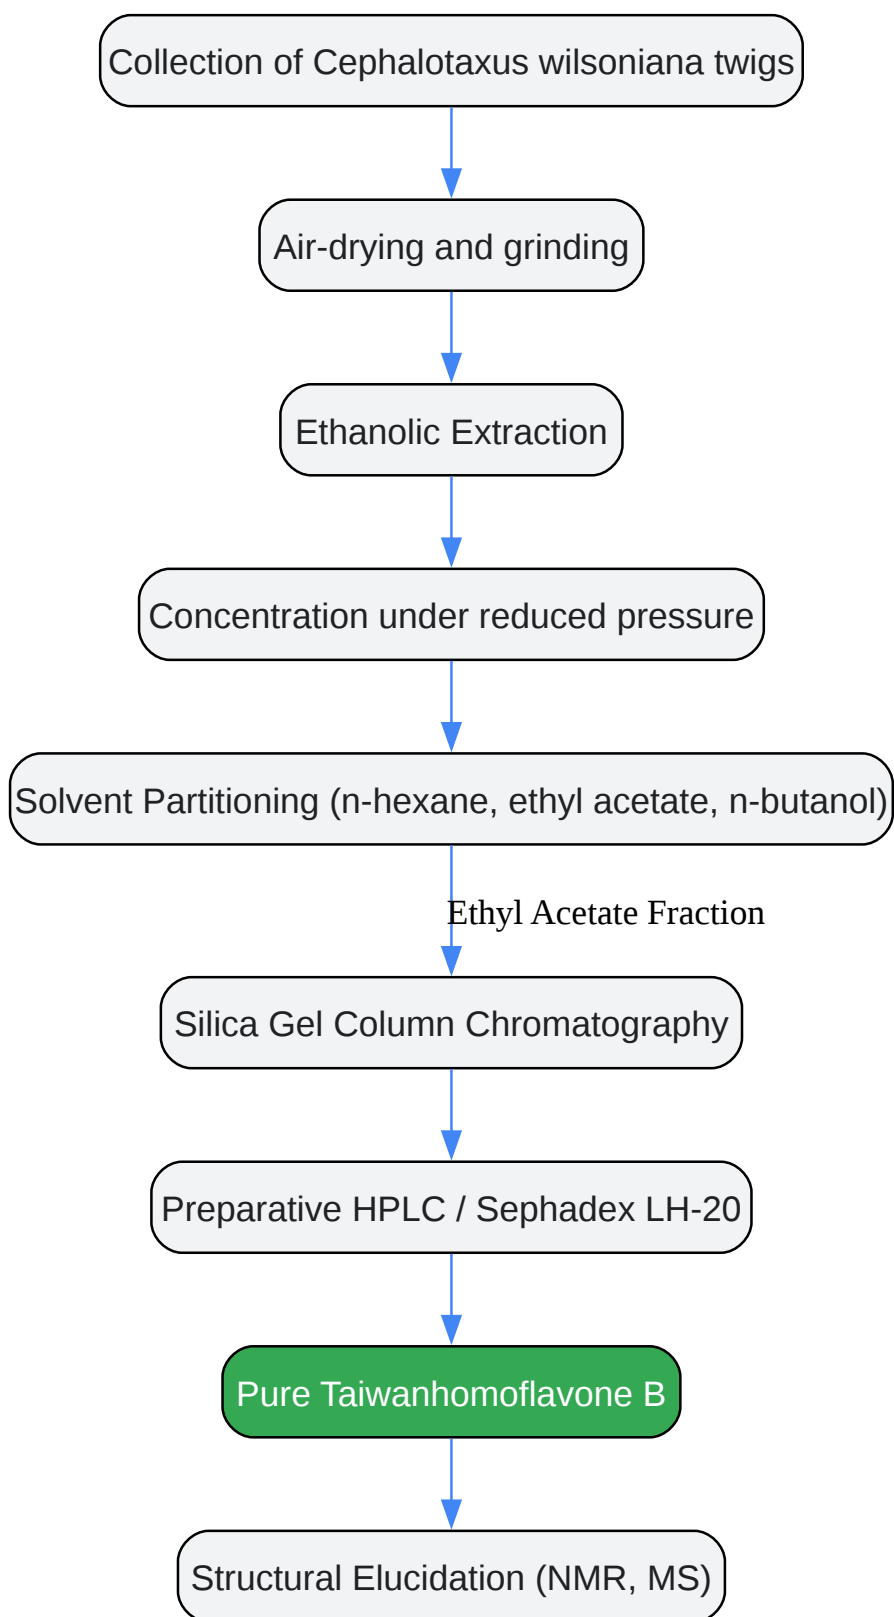 Collection of Cephalotaxus wilsoniana twigs
Air-drying and grinding
Ethanolic Extraction
Concentration under reduced pressure
Solvent Partitioning (n-hexane, ethyl acetate, n-butanol)
Ethyl Acetate Fraction
Silica Gel Column Chromatography
Preparative HPLC / Sephadex LH-20
Pure Taiwanhomoflavone B
Structural Elucidation (NMR, MS)